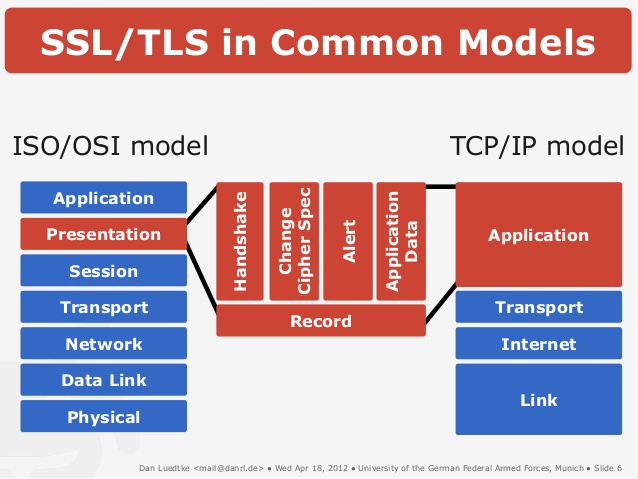 SSL/TLS in Common Models
ISO/OSI model
TCP/IP model
Application
Presentation
Session
Transport
Network
Data Link
Physical
Handshake
Change
Cipher Spec
Alert
Application
Data
Record
Application
Transport
Internet
Link
Dan Luedtke <mail@danrl.de> ● Wed Apr 18, 2012 ● University of the German Federal Armed Forces, Munich ● Slide 6